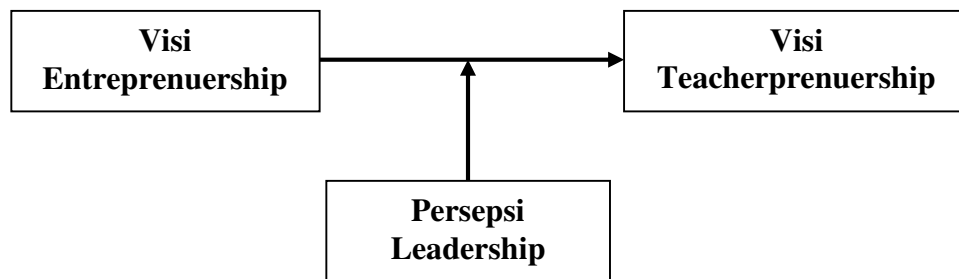 Visi
Entreprenuership
Visi
Teacherprenuership
Persepsi
Leadership